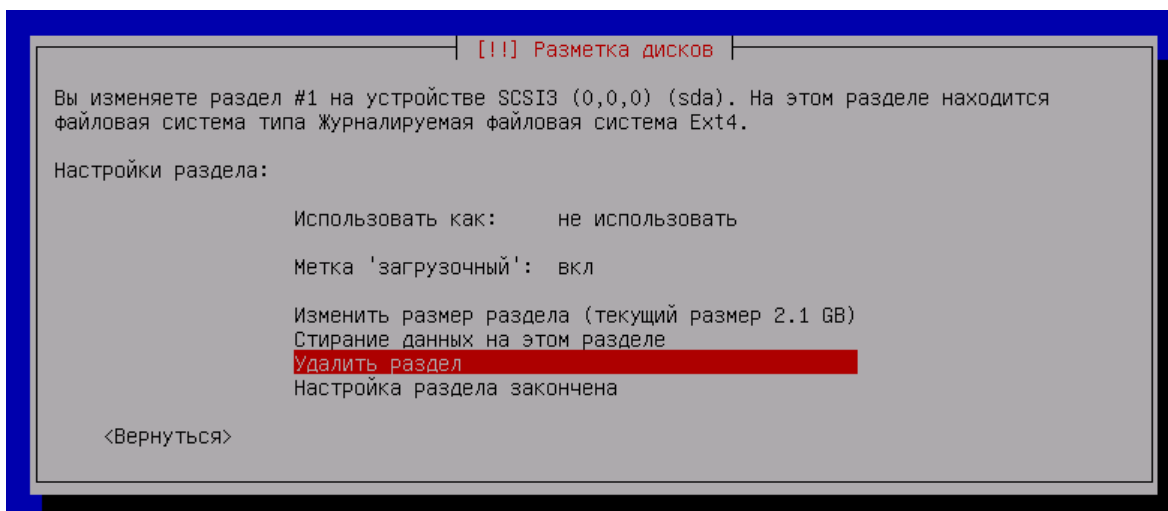 [!!] Разметка дисков
Вы изменяете раздел #1 на устройстве SCSI3 (0,0,0) (sda). На этом разделе находится
файловая система типа Журналируемая файловая система Ext4.
Настройки раздела:
Использовать как: не использовать
Метка 'загрузочный': вкл
Изменить размер раздела (текущий размер 2.1 GB)
Стирание данных на этом разделе
Удалить раздел
Настройка раздела закончена
<Вернуться>